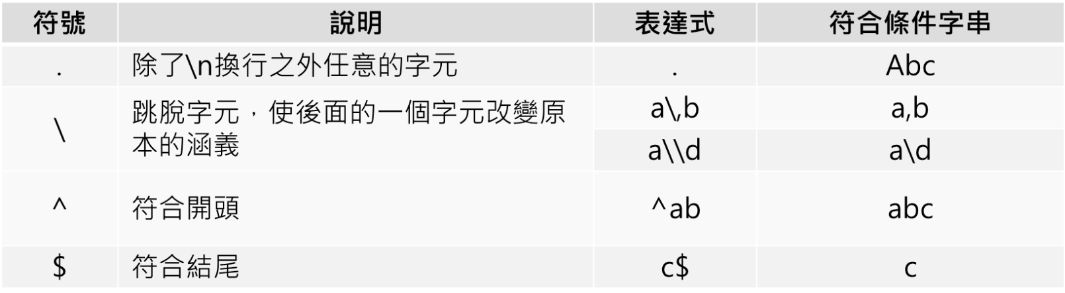 符號 說明 表達式 符合條件字串
. 除了\n換行之外任意的字元 . Abc
\ 跳脫字元，使後面的一個字元改變原
本的涵義
a\,b a,b
a\\d a\d
^ 符合開頭 ^ab abc
$ 符合結尾 c$ c